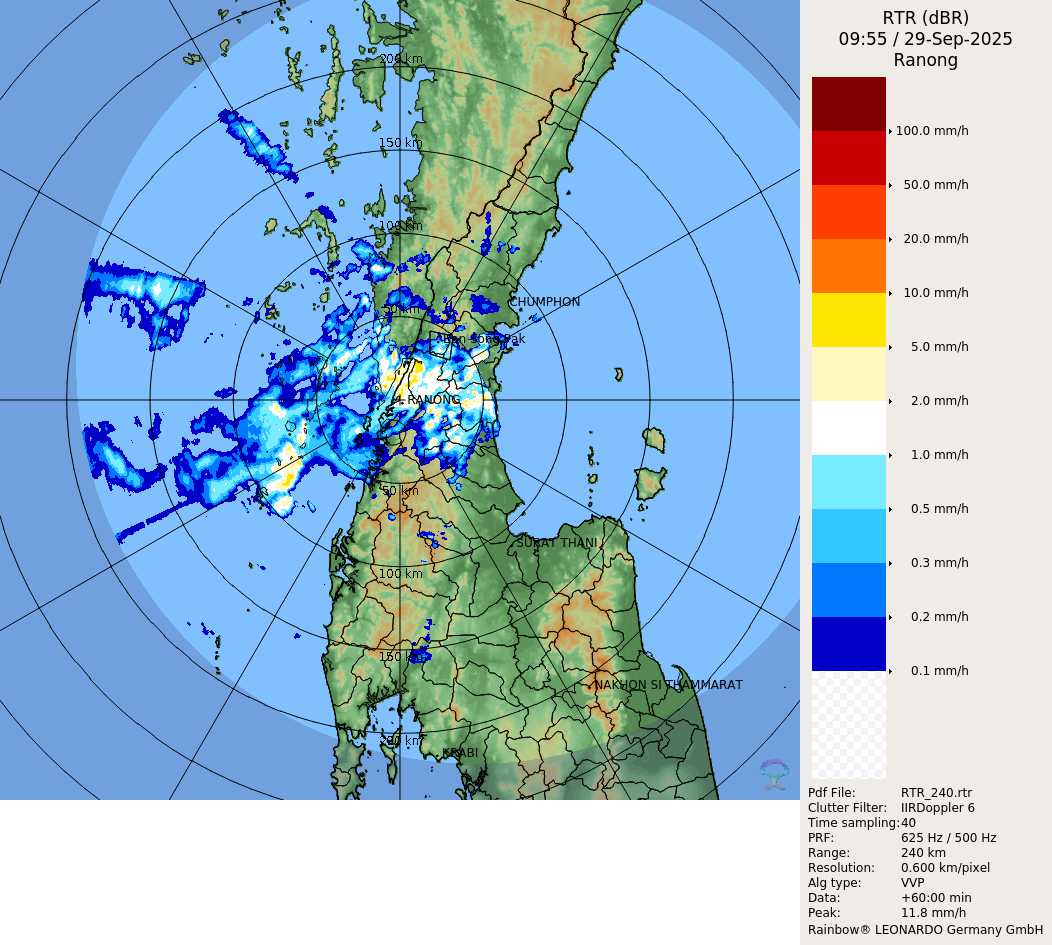 200 km
150 km
100 km
50 km
CHUMPHON
Ban Song Pak
RANONG
50 km
SURAT THANI
100 km
150 km
NAKHON SI THAMMARAT
200 km
KRABI
RTR (dBR)
09:55 / 29-Sep-2025
Ranong
100.0 mm/h
50.0 mm/h
20.0 mm/h
10.0 mm/h
5.0 mm/h
2.0 mm/h
1.0 mm/h
0.5 mm/h
0.3 mm/h
0.2 mm/h
0.1 mm/h
Pdf File: RTR_240.rtr
Clutter Filter: IIRDoppler 6
Time sampling:40
PRF: 625 Hz / 500 Hz
Range: 240 km
Resolution: 0.600 km/pixel
Alg type: VVP
Data: +60:00 min
Peak: 11.8 mm/h
Rainbow® LEONARDO Germany GmbH